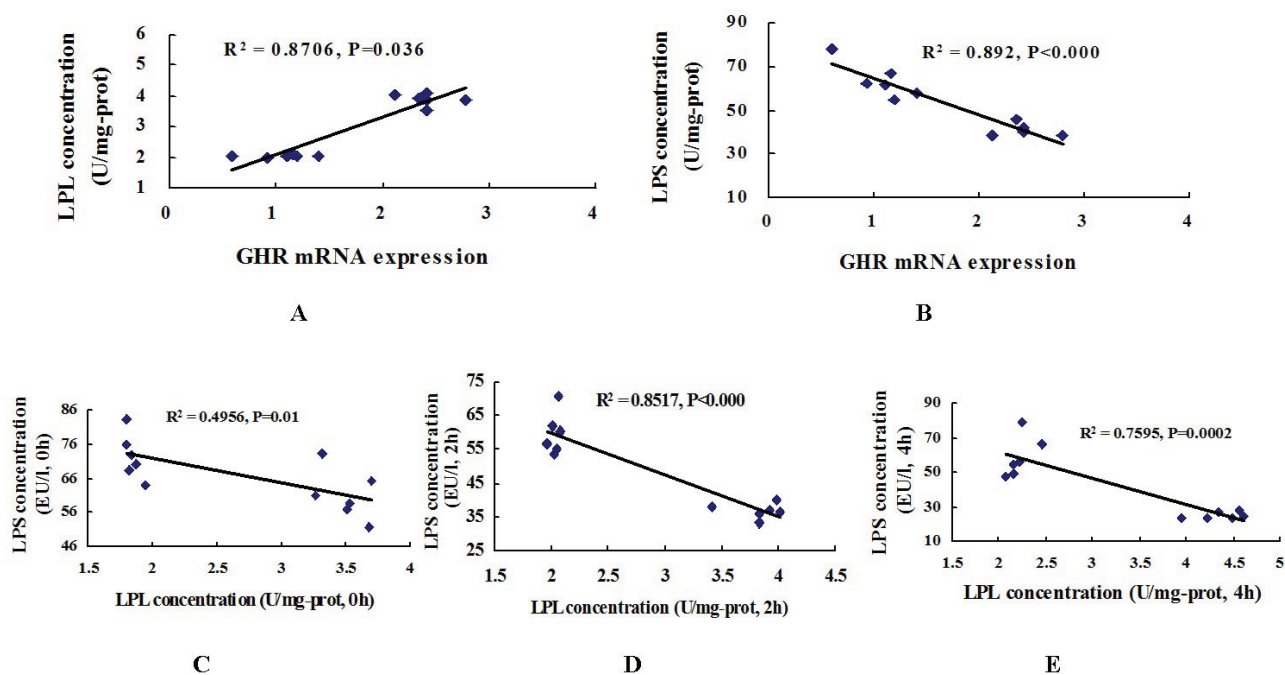 R² = 0.8706, P=0.036
LPL concentration
(U/mg-prot)
6
5
4
3
2
1
0
1
2
3
4
GHR mRNA expression
A
R² = 0.892, P<0.000
LPS concentration
(U/mg-prot)
90
70
50
30
10
0
1
2
3
4
GHR mRNA expression
B
R² = 0.4956, P=0.01
LPS concentration
(EU/l, 0h)
86
76
66
56
46
1.5
2
2.5
3
3.5
4
LPL concentration (U/mg-prot, 0h)
C
R² = 0.8517, P<0.000
LPS concentration
(EU/l, 2h)
75
65
55
45
35
25
1.5
2
2.5
3
3.5
4
4.5
LPL concentration (U/mg-prot, 2h)
D
R² = 0.7595, P=0.0002
LPS concentration
(EU/l, 4h)
90
70
50
30
10
1.5
2
2.5
3
3.5
4
4.5
5
LPL concentration (U/mg-prot, 4h)
E